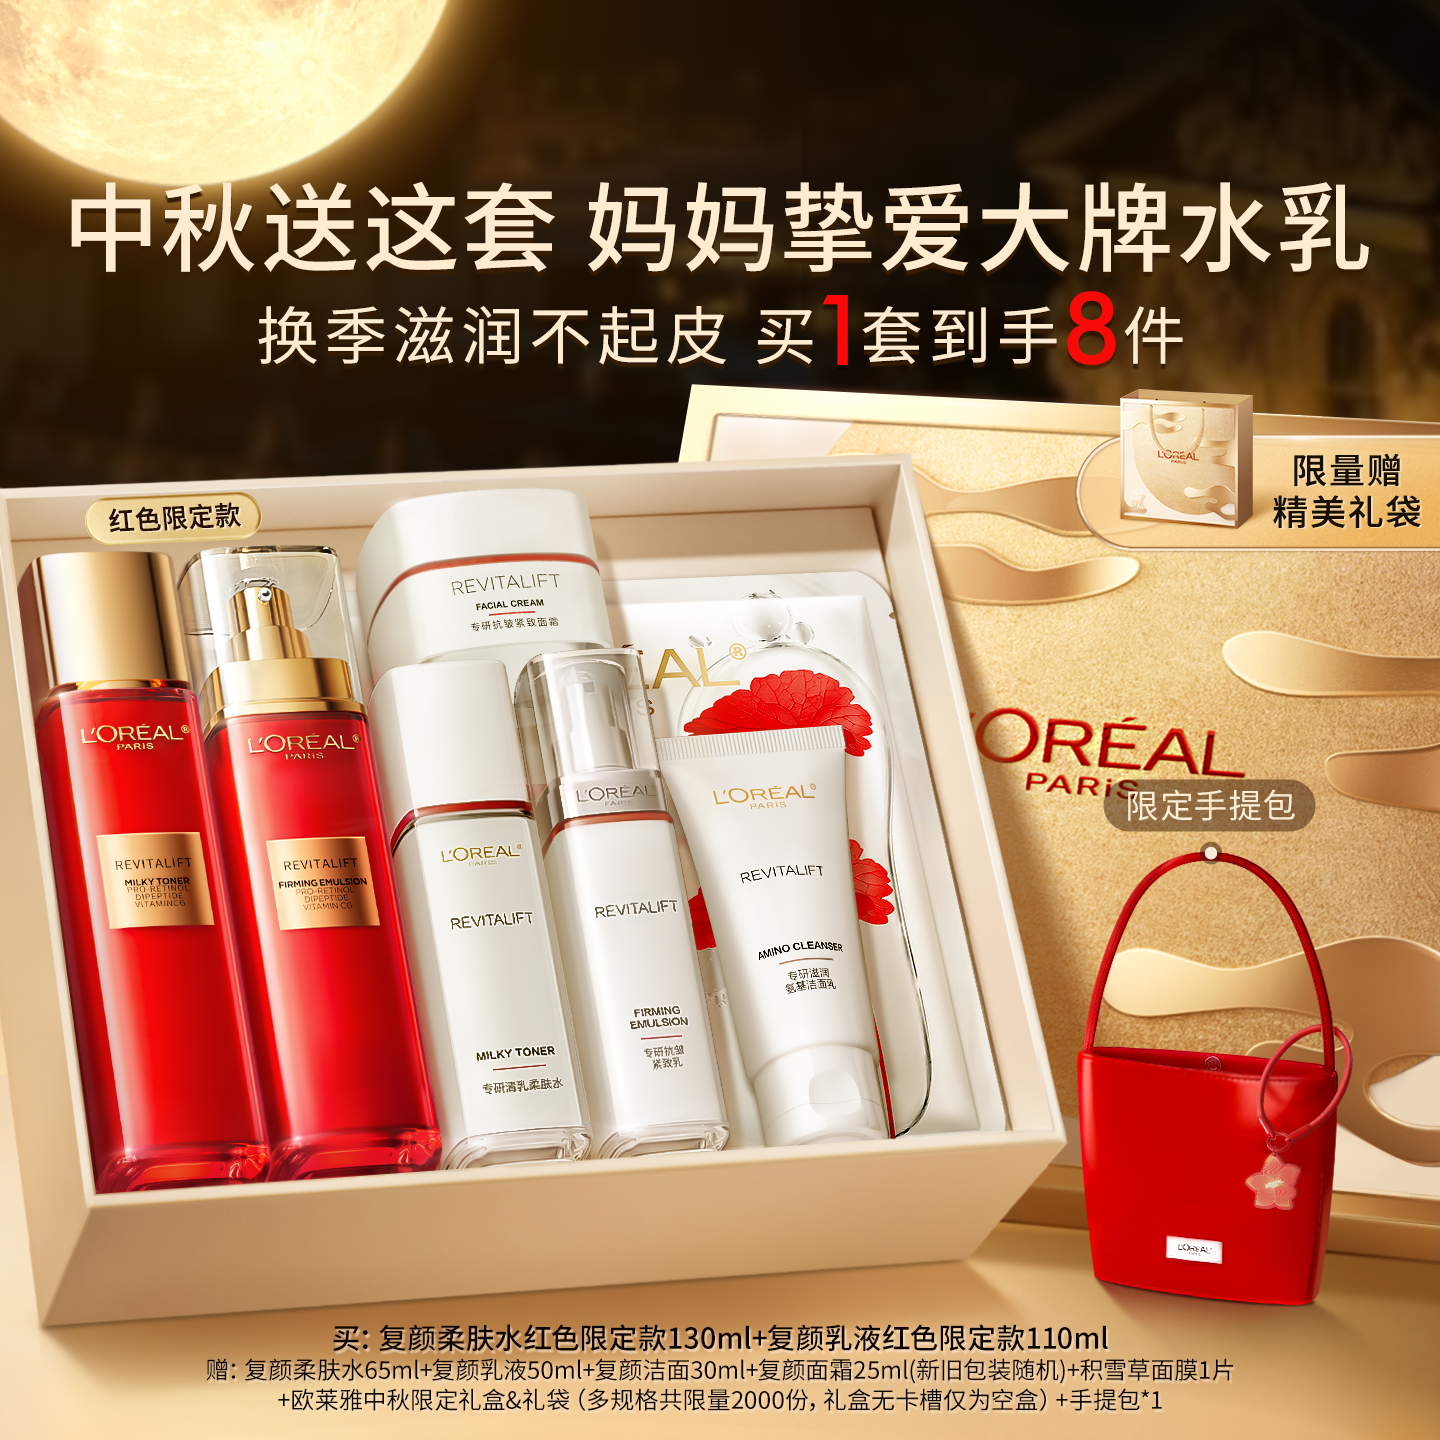 中秋送这套 妈妈挚爱大牌水乳
换季滋润不起皮 买1套到手8件
L'ORÉAL
PARIS
限量赠
精美礼袋
红色限定款
REVITALIFT
FACIAL CREAM
专研抗皱紧致面霜
L'ORÉAL®
PARIS
REVITALIFT
MILKY TONER
PRO-RETINOL
DIPEPTIDE
VITAMINCG
L'ORÉAL®
PARIS
REVITALIFT
FIRMING EMULSION
PRO-RETINOL
DIPEPTIDE
VITAMIN CG
L'ORÉAL®
PARIS
REVITALIFT
MILKY TONER
专研清乳柔肤水
L'ORÉAL
PARIS
REVITALIFT
FIRMING
EMULSION
专研抗皱
紧致乳
ÉAL®
L'ORÉAL®
PARIS
REVITALIFT
AMINO CLEANSER
专研滋润
氨基洁面乳
L'ORÉAL
PARIS
限定手提包
L'ORÉAL
PARIS
买：复颜柔肤水红色限定款130ml+复颜乳液红色限定款110ml
赠：复颜柔肤水65ml+复颜乳液50ml+复颜洁面30ml+复颜面霜25ml(新旧包装随机)+积雪草面膜1片
+欧莱雅中秋限定礼盒&礼袋（多规格共限量2000份，礼盒无卡槽仅为空盒）+手提包*1